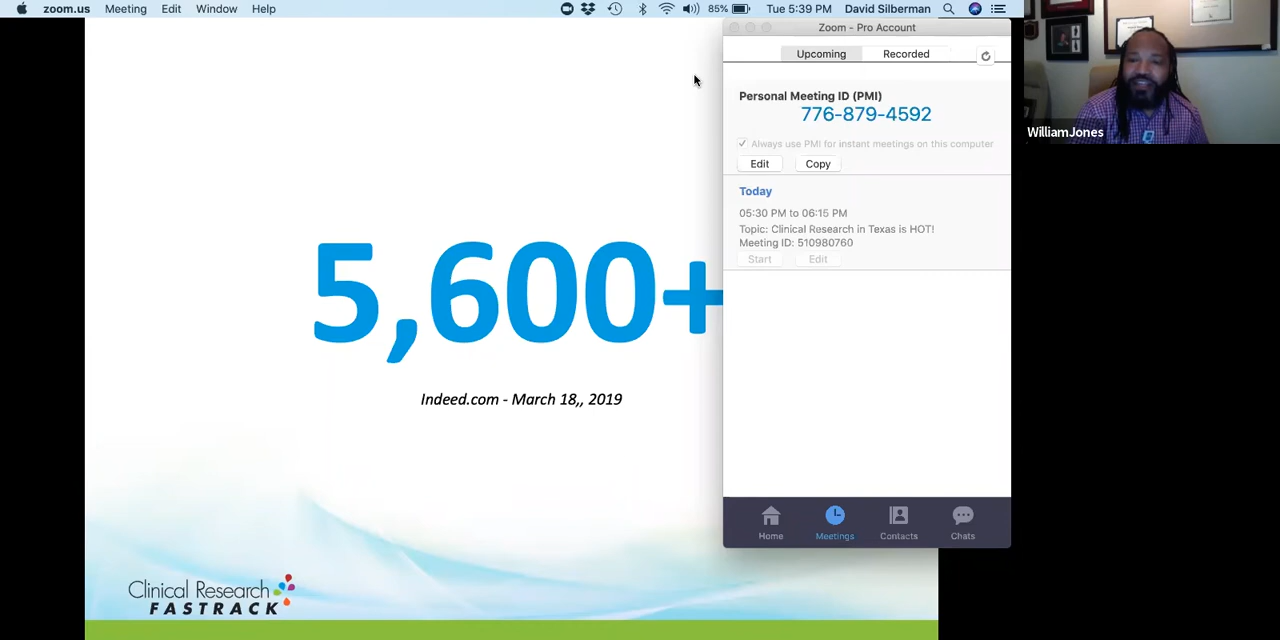 zoom.us Meeting Edit Window Help 85% Tue 5:39 PM David Silberman
Zoom - Pro Account
Upcoming Recorded
Personal Meeting ID (PMI)
776-879-4592
Always use PMI for instant meetings on this computer
Edit Copy
Today
05:30 PM to 06:15 PM
Topic: Clinical Research in Texas is HOT!
Meeting ID: 510980760
Start Edit
Home Meetings Contacts Chats
WilliamJones
5,600+
Indeed.com - March 18,, 2019
Clinical Research
FASTRACK